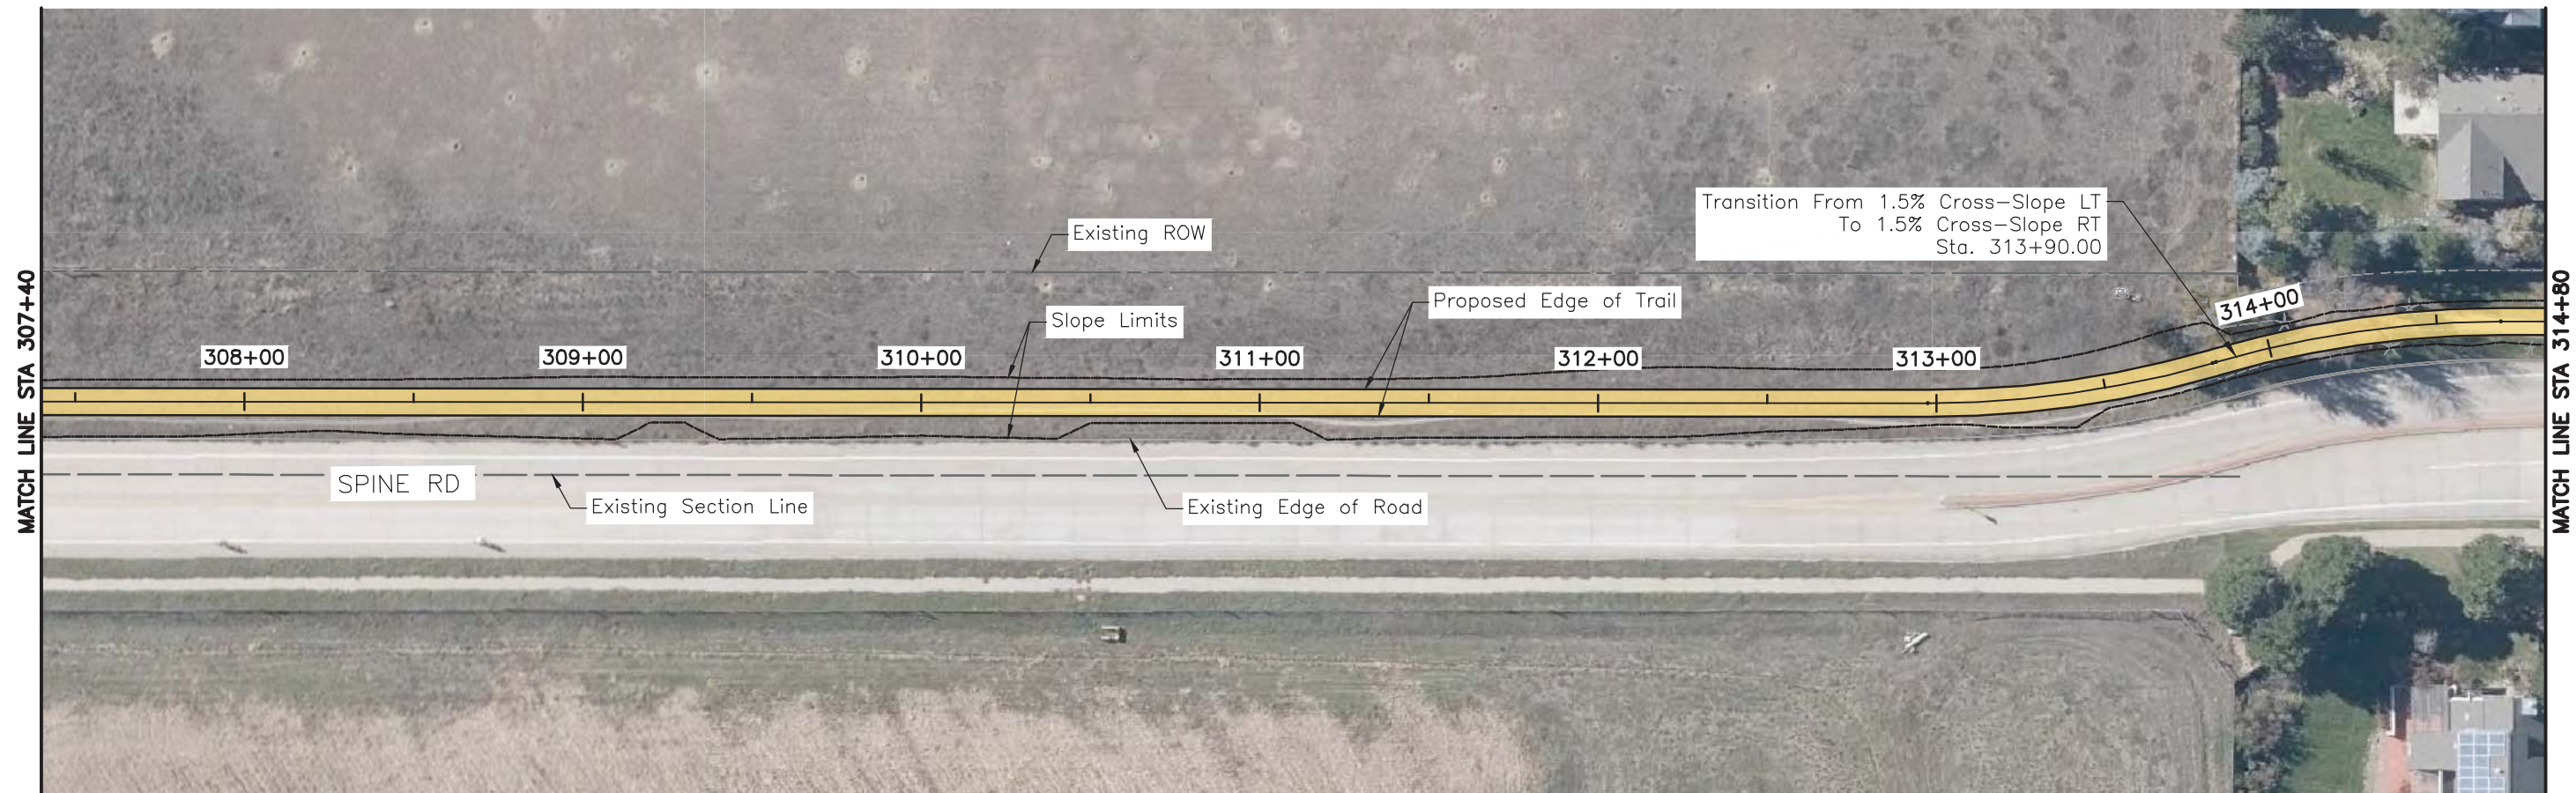 MATCH LINE STA 307+40
MATCH LINE STA 314+80
Transition From 1.5% Cross-Slope LT
To 1.5% Cross-Slope RT
Sta. 313+90.00
Existing ROW
Proposed Edge of Trail
Slope Limits
308+00
309+00
310+00
311+00
312+00
313+00
314+00
SPINE RD
Existing Section Line
Existing Edge of Road